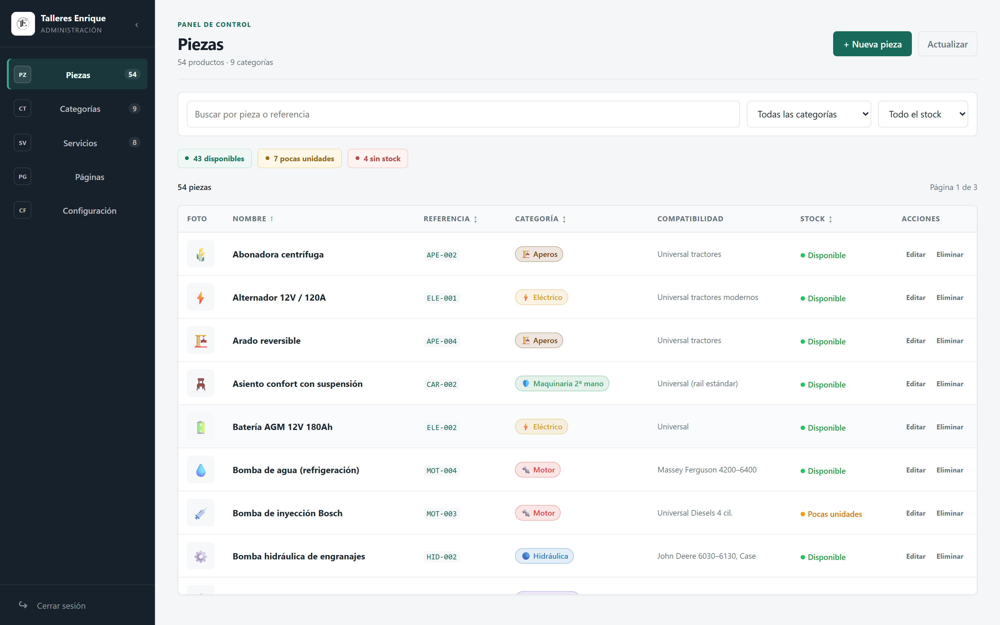 TE
Talleres Enrique
ADMINISTRACIÓN
‹
PZ Piezas 54
CT Categorías 9
SV Servicios 8
PG Páginas
CF Configuración
Cerrar sesión
PANEL DE CONTROL
Piezas
54 productos · 9 categorías
+ Nueva pieza
Actualizar
Buscar por pieza o referencia
Todas las categorías
Todo el stock
43 disponibles
7 pocas unidades
4 sin stock
54 piezas
Página 1 de 3
FOTO NOMBRE ↑ REFERENCIA ↕ CATEGORÍA ↕ COMPATIBILIDAD STOCK ↕ ACCIONES
Abonadora centrífuga APE-002 Aperos Universal tractores Disponible Editar Eliminar
Alternador 12V / 120A ELE-001 Eléctrico Universal tractores modernos Disponible Editar Eliminar
Arado reversible APE-004 Aperos Universal tractores Disponible Editar Eliminar
Asiento confort con suspensión CAR-002 Maquinaria 2ª mano Universal (rail estándar) Disponible Editar Eliminar
Batería AGM 12V 180Ah ELE-002 Eléctrico Universal Disponible Editar Eliminar
Bomba de agua (refrigeración) MOT-004 Motor Massey Ferguson 4200–6400 Disponible Editar Eliminar
Bomba de inyección Bosch MOT-003 Motor Universal Diesels 4 cil. Pocas unidades Editar Eliminar
Bomba hidráulica de engranajes HID-002 Hidráulica John Deere 6030–6130, Case Disponible Editar Eliminar